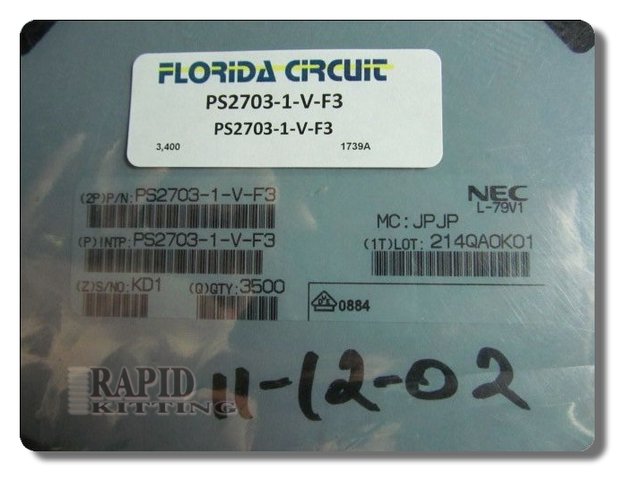 FLORIDA CIRCUIT
PS2703-1-V-F3
PS2703-1-V-F3
3,400 1739A
(2P)P/N: PS2703-1-V-F3
NEC
L-79V1
MC: JPJP
(P)INTP: PS2703-1-V-F3
(1T)LOT: 214QA0K01
(Z)S/NO: KD1 (Q)QTY: 3500
0884
RAPID
KITTING
11-12-02